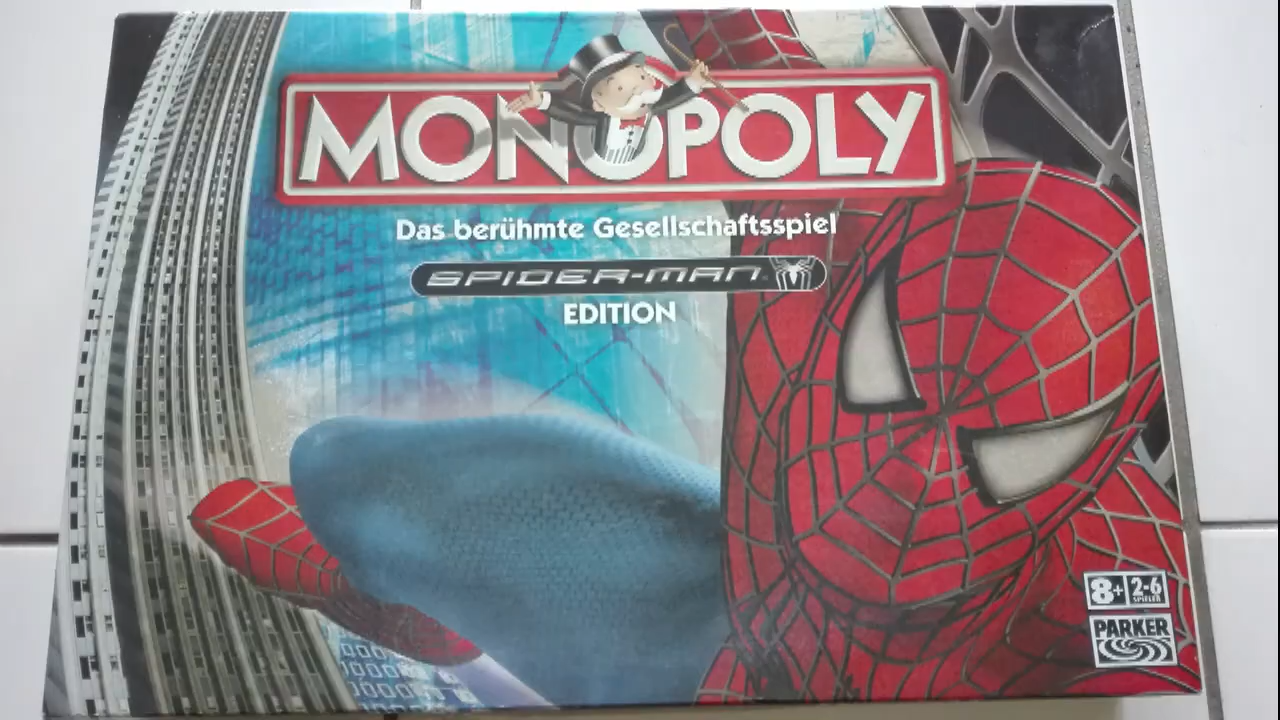 MONOPOLY
Das berühmte Gesellschaftsspiel
SPIDER-MAN
EDITION
8+ 2-6
SPIELER
PARKER